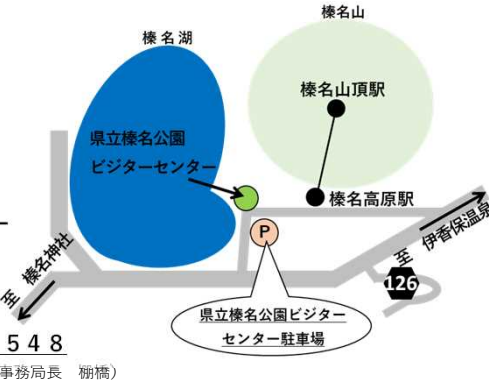 榛名山
榛名湖
榛名山頂駅
県立榛名公園
ビジターセンター
榛名高原駅
P
至 伊香保温泉
至 榛名神社
126
県立榛名公園ビジター
センター駐車場
548
事務局長 棚橋）